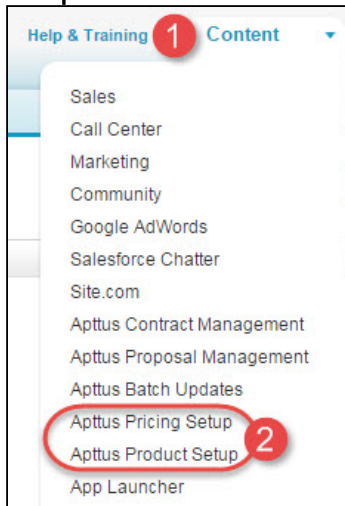 Help & Training 1 Content
Sales
Call Center
Marketing
Community
Google AdWords
Salesforce Chatter
Site.com
Apttus Contract Management
Apttus Proposal Management
Apttus Batch Updates
Apttus Pricing Setup
2
Apttus Product Setup
App Launcher